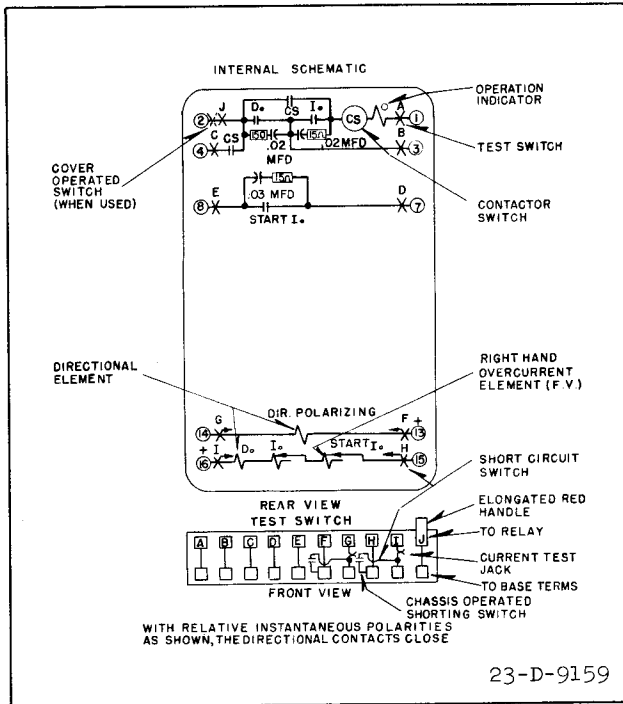 INTERNAL SCHEMATIC
OPERATION
INDICATOR
J D. CS I. A
2 CS 1
C CS 150 15Ω B
4 .02 .02MFD 3
MFD
TEST SWITCH
COVER
OPERATED
SWITCH
(WHEN USED)
15Ω
E .03 MFD D
8 7
START I.
CONTACTOR
SWITCH
DIRECTIONAL
ELEMENT
RIGHT HAND
OVERCURRENT
ELEMENT (F.V.)
G DIR. POLARIZING F +
14 13
+ I D. I. START I. H
16 15
SHORT CIRCUIT
SWITCH
REAR VIEW
TEST SWITCH
ELONGATED RED
HANDLE
A B C D E F G H I J
TO RELAY
CURRENT TEST
JACK
TO BASE TERMS
FRONT VIEW
CHASSIS OPERATED
SHORTING SWITCH
WITH RELATIVE INSTANTANEOUS POLARITIES
AS SHOWN, THE DIRECTIONAL CONTACTS CLOSE
23-D-9159